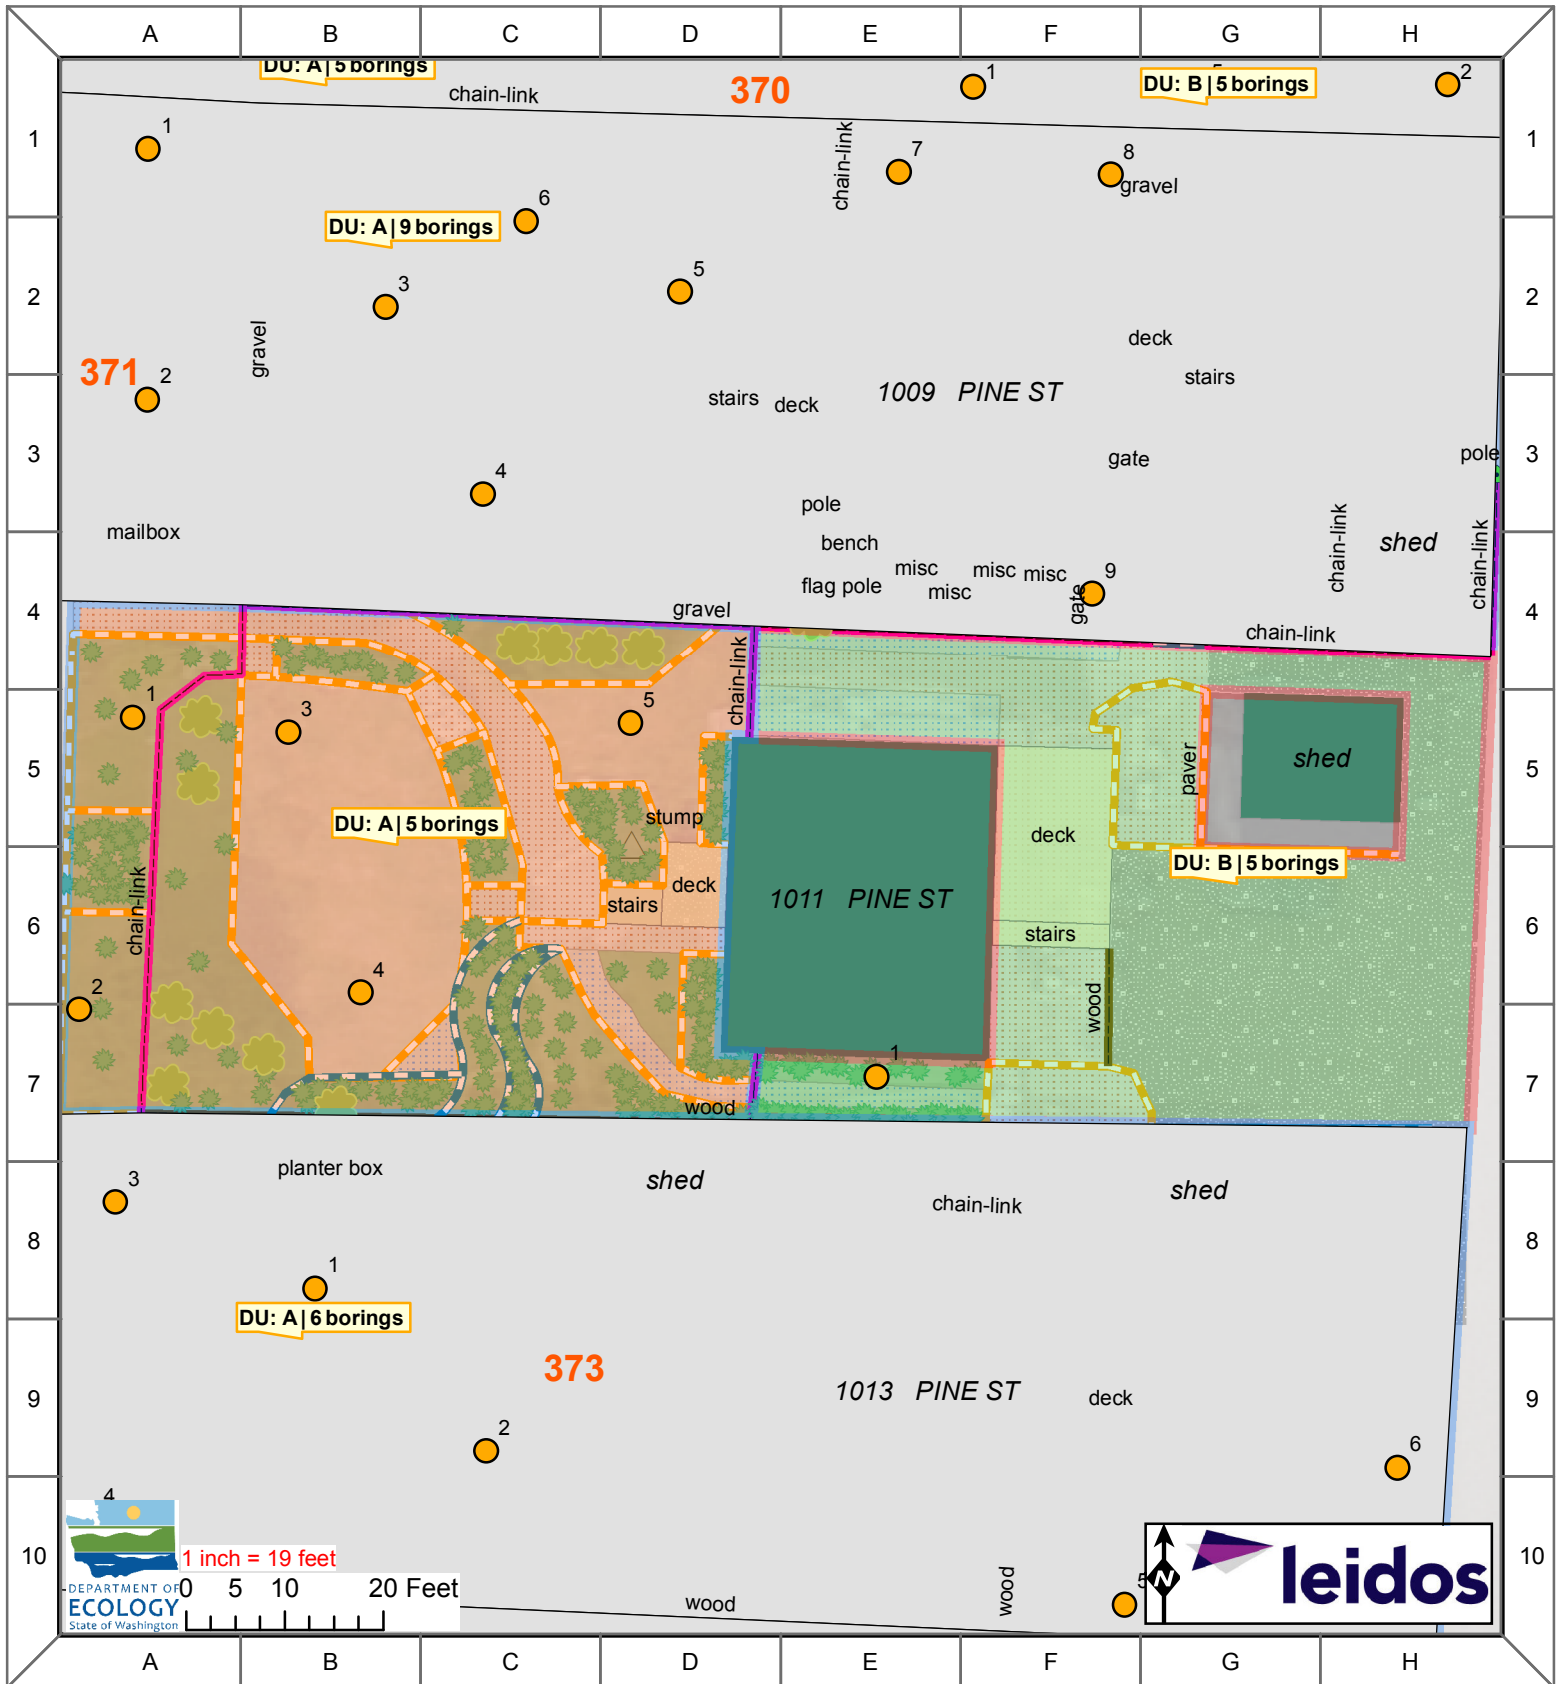 A B C D E F G H
DU: A | 5 borings
370
1
DU: B | 5 borings
2
chain-link
1
1
1
chain-link
7
8
gravel
6
DU: A | 9 borings
5
3
2
2
gravel
deck
371
2
stairs
1009 PINE ST
stairs
deck
3
gate
pole
3
4
pole
mailbox
bench
chain-link
shed
chain-link
misc
misc
misc
9
flag pole
misc
gate
4
gravel
chain-link
4
chain-link
1
3
5
5
paver
shed
5
stump
DU: A | 5 borings
deck
DU: B | 5 borings
deck
1011 PINE ST
stairs
chain-link
6
stairs
6
4
2
wood
1
7
7
wood
planter box
shed
shed
3
chain-link
8
8
1
DU: A | 6 borings
373
9
1013 PINE ST
deck
9
2
6
4
10
1 inch = 19 feet
0 5 10 20 Feet
DEPARTMENT OF
ECOLOGY
State of Washington
wood
wood
5
N
leidos
10
A B C D E F G H